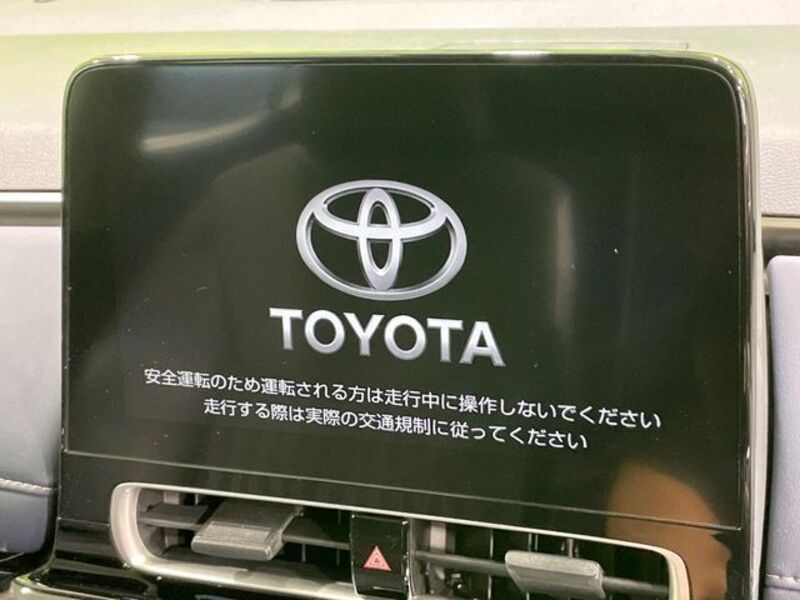 TOYOTA
安全運転のため運転される方は走行中に操作しないでください
走行する際は実際の交通規制に従ってください